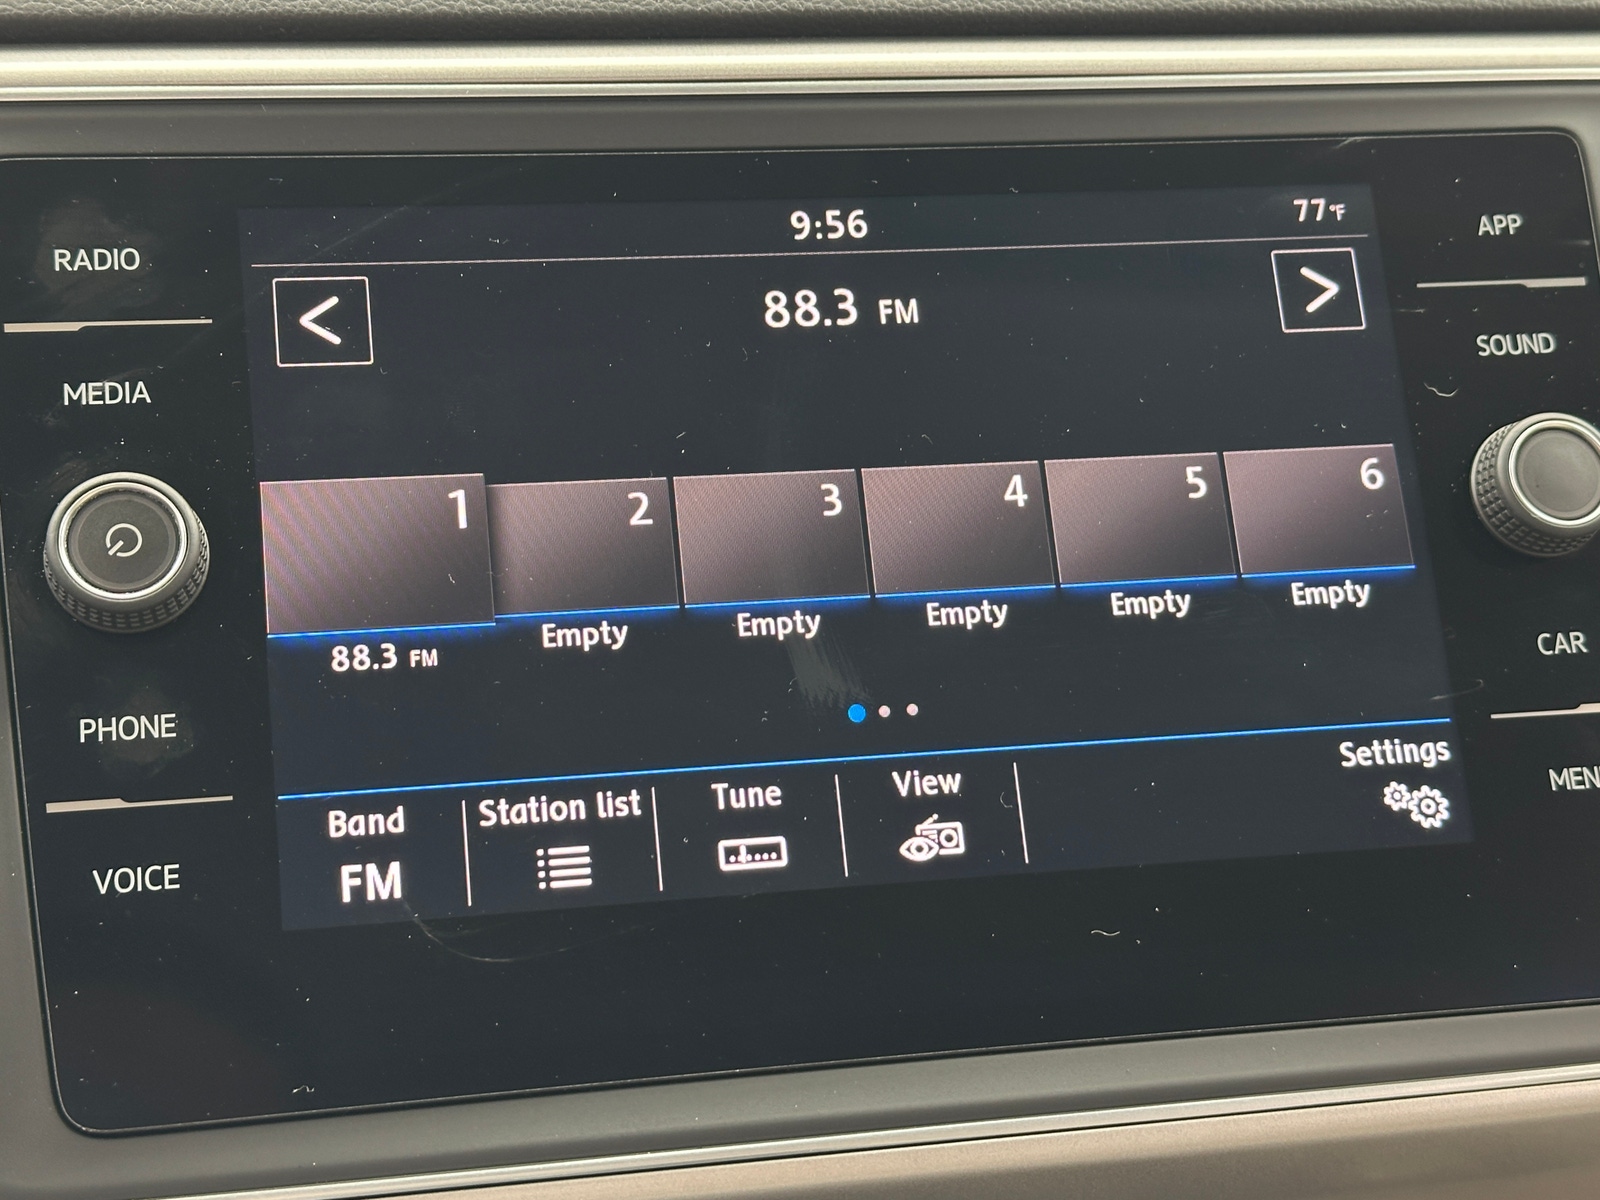 9:56
77°F
RADIO
APP
< 88.3 FM >
MEDIA
SOUND
1 2 3 4 5 6
88.3 FM Empty Empty Empty Empty Empty
PHONE
CAR
VOICE
Band Station list Tune View Settings
FM